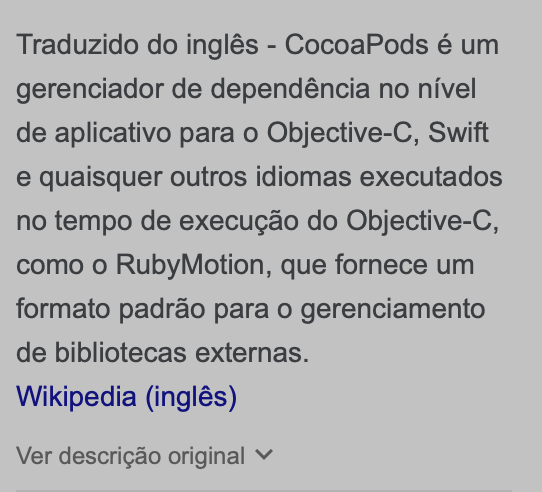 Traduzido do inglês - CocoaPods é um
gerenciador de dependência no nível
de aplicativo para o Objective-C, Swift
e quaisquer outros idiomas executados
no tempo de execução do Objective-C,
como o RubyMotion, que fornece um
formato padrão para o gerenciamento
de bibliotecas externas.
Wikipedia (inglês)
Ver descrição original